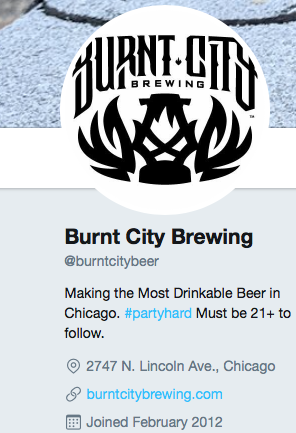 BURNT CITY
BREWING
TM
Burnt City Brewing
@burntcitybeer
Making the Most Drinkable Beer in
Chicago. #partyhard Must be 21+ to
follow.
2747 N. Lincoln Ave., Chicago
burntcitybrewing.com
Joined February 2012